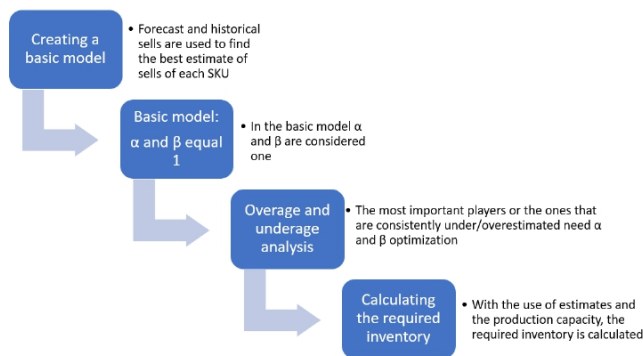 Creating a
basic model
• Forecast and historical
sells are used to find
the best estimate of
sells of each SKU
Basic model:
α and β equal
1
• In the basic model α
and β are considered
one
Overage and
underage
analysis
• The most important players or the ones that
are consistently under/overestimated need α
and β optimization
Calculating
the required
inventory
• With the use of estimates and
the production capacity, the
required inventory is calculated